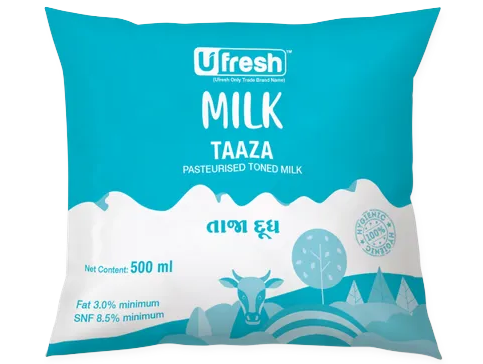 Ufresh™
(Ufresh Only Trade Brand Name)
MILK
TAAZA
PASTEURISED TONED MILK
તાજા દૂધ
HYGIENIC
100%
HYGIENIC
Net Content: 500 ml
Fat 3.0% minimum
SNF 8.5% minimum